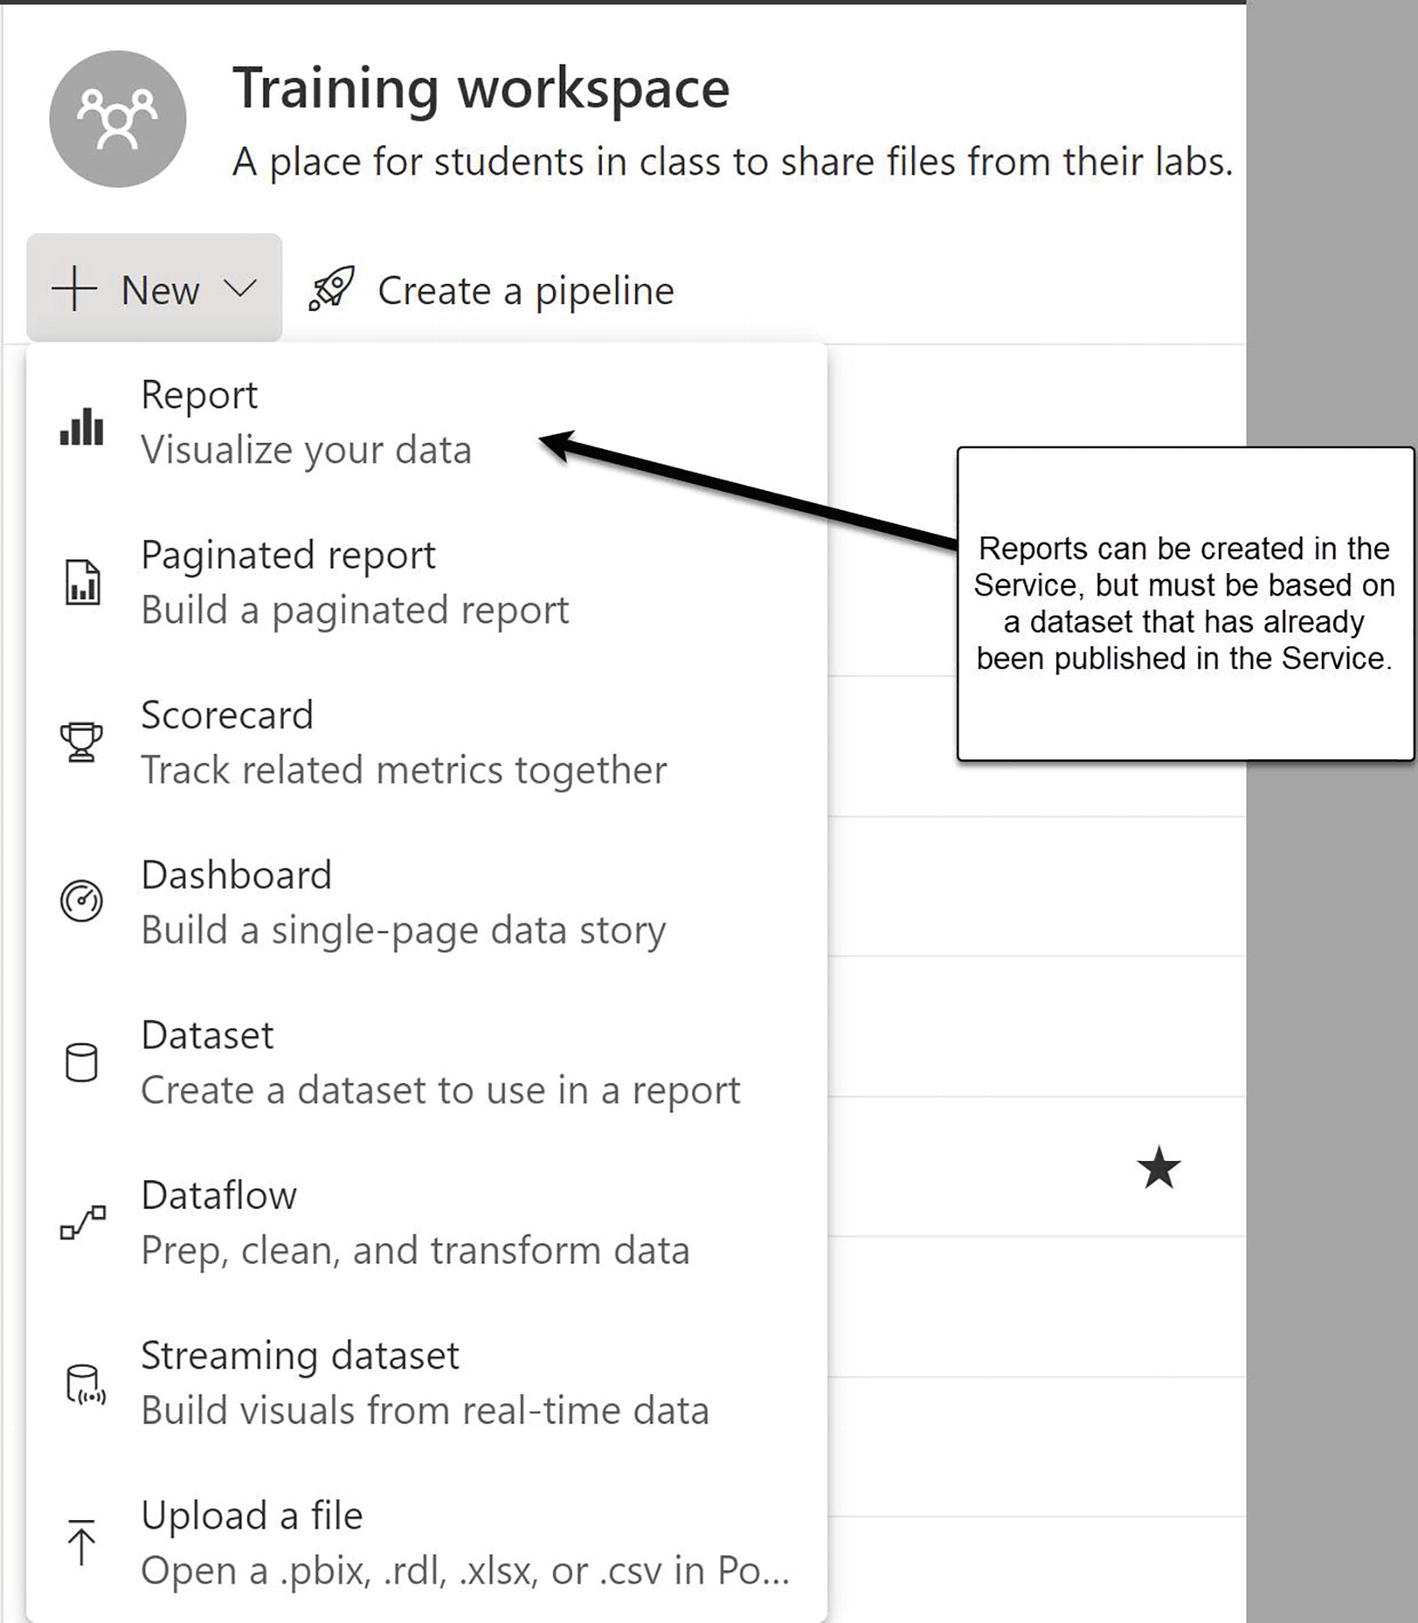 Training workspace
A place for students in class to share files from their labs.
New
Create a pipeline
Report
Visualize your data
Paginated report
Build a paginated report
Scorecard
Track related metrics together
Dashboard
Build a single-page data story
Dataset
Create a dataset to use in a report
Dataflow
Prep, clean, and transform data
Streaming dataset
Build visuals from real-time data
Upload a file
Open a .pbix, .rdl, .xlsx, or .csv in Po...
Reports can be created in the
Service, but must be based on
a dataset that has already
been published in the Service.